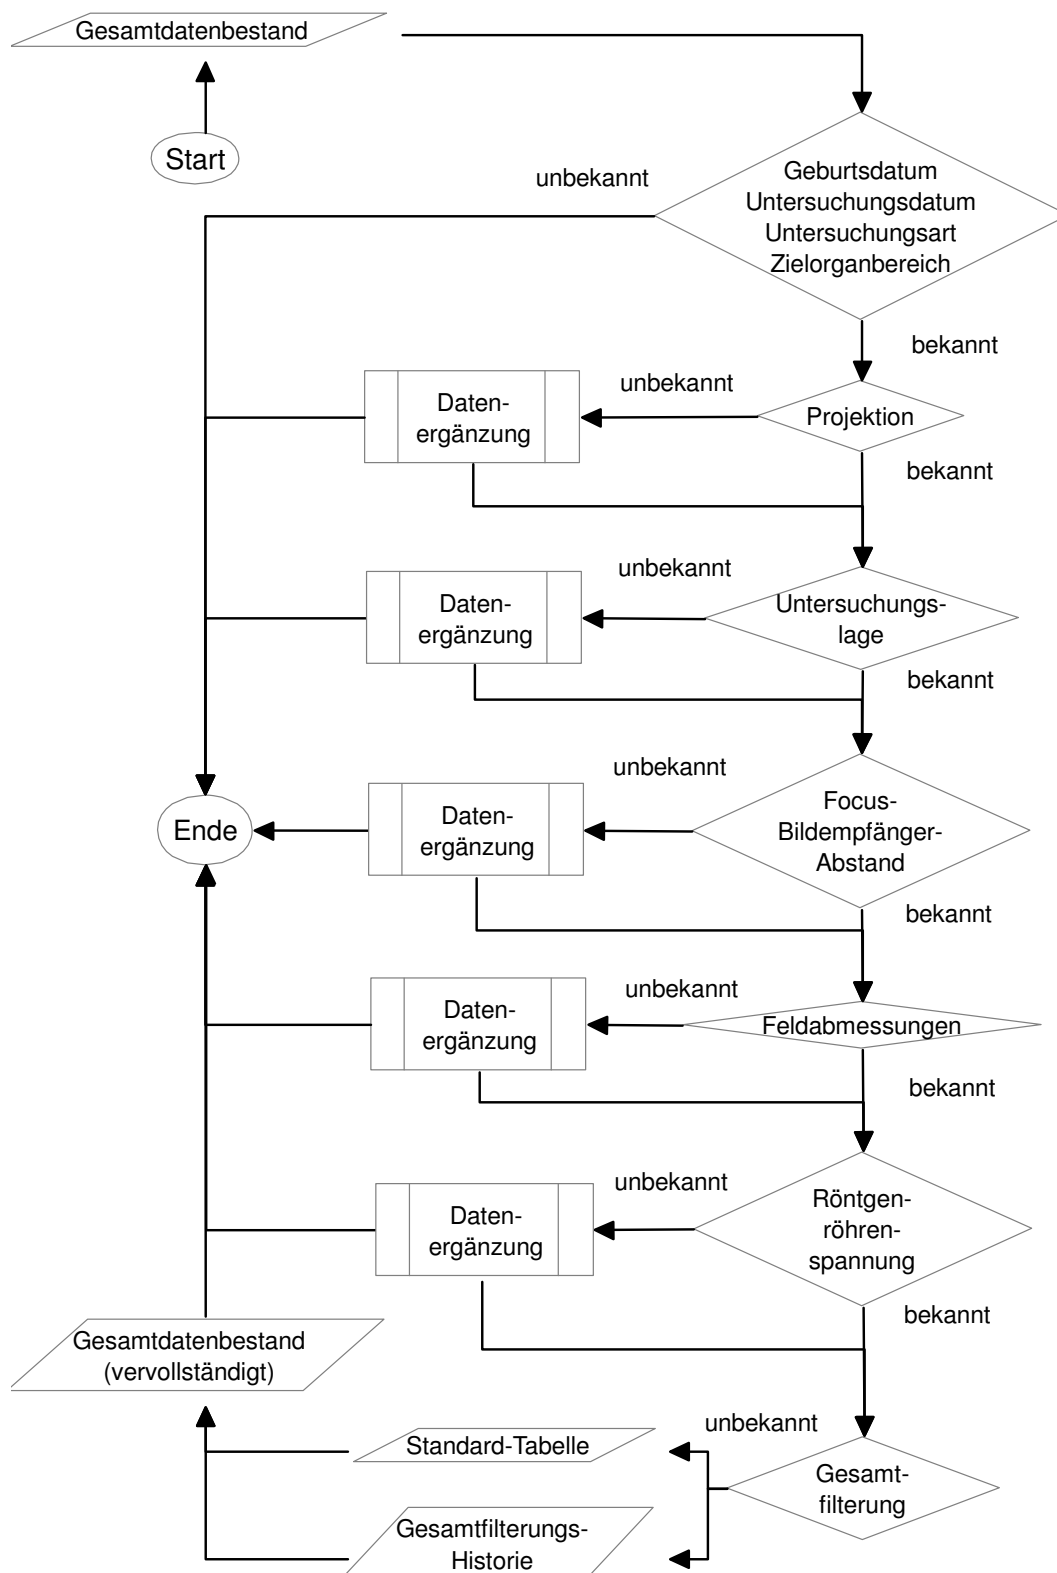 Gesamtdatenbestand
Start
unbekannt
Geburtsdatum
Untersuchungsdatum
Untersuchungsart
Zielorganbereich
bekannt
unbekannt
Daten-
ergänzung
Projektion
bekannt
unbekannt
Daten-
ergänzung
Untersuchungs-
lage
bekannt
unbekannt
Ende
Daten-
ergänzung
Focus-
Bildempfänger-
Abstand
bekannt
unbekannt
Daten-
ergänzung
Feldabmessungen
bekannt
unbekannt
Daten-
ergänzung
Röntgen-
röhren-
spannung
bekannt
Gesamtdatenbestand
(vervollständigt)
unbekannt
Standard-Tabelle
Gesamt-
filterung
Gesamtfilterungs-
Historie